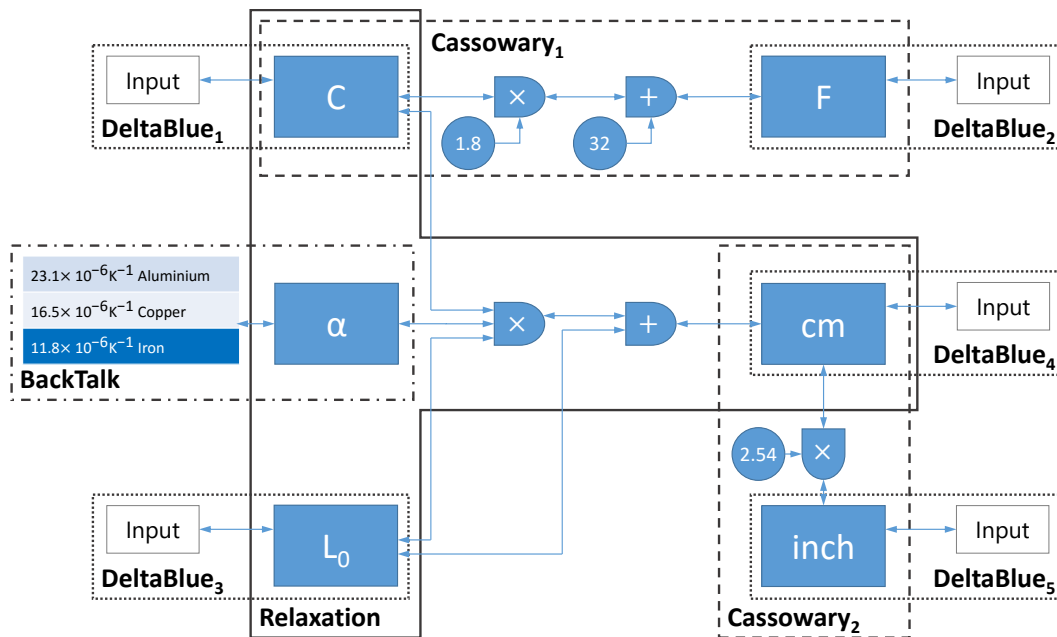 Cassowary₁
Input
C
×
+
F
Input
DeltaBlue₁
1.8
32
DeltaBlue₂
23.1× 10⁻⁶K⁻¹ Aluminium
16.5× 10⁻⁶K⁻¹ Copper
11.8× 10⁻⁶K⁻¹ Iron
α
×
+
cm
Input
BackTalk
DeltaBlue₄
2.54
×
Input
L₀
inch
Input
DeltaBlue₃
DeltaBlue₅
Relaxation
Cassowary₂